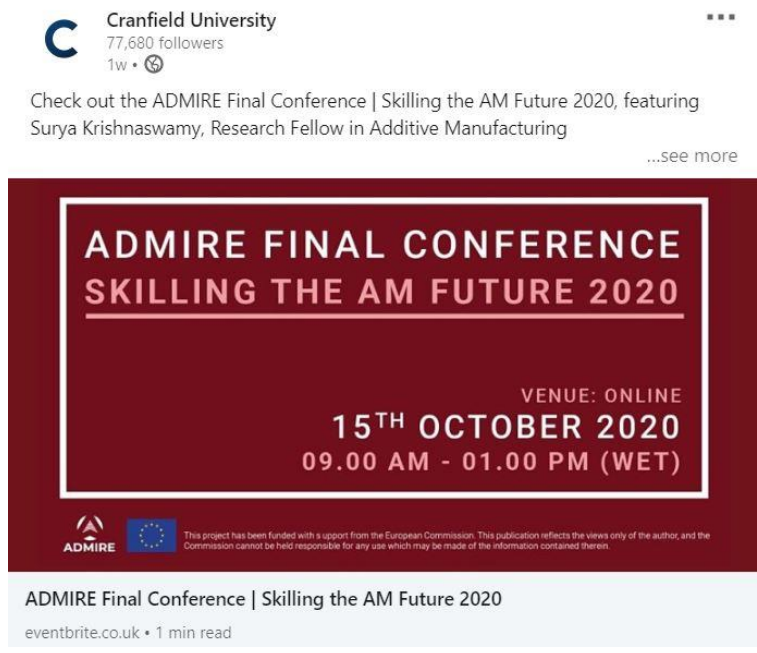 Cranfield University
77,680 followers
1w •
Check out the ADMIRE Final Conference | Skilling the AM Future 2020, featuring
Surya Krishnaswamy, Research Fellow in Additive Manufacturing
...see more
ADMIRE FINAL CONFERENCE
SKILLING THE AM FUTURE 2020
VENUE: ONLINE
15TH OCTOBER 2020
09.00 AM - 01.00 PM (WET)
ADMIRE
This project has been funded with support from the European Commission. This publication reflects the views only of the author, and the
Commission cannot be held responsible for any use which may be made of the information contained therein.
ADMIRE Final Conference | Skilling the AM Future 2020
eventbrite.co.uk • 1 min read